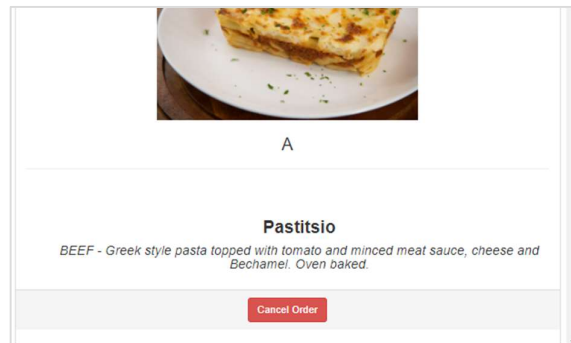 A
Pastitsio
BEEF - Greek style pasta topped with tomato and minced meat sauce, cheese and
Bechamel. Oven baked.
Cancel Order